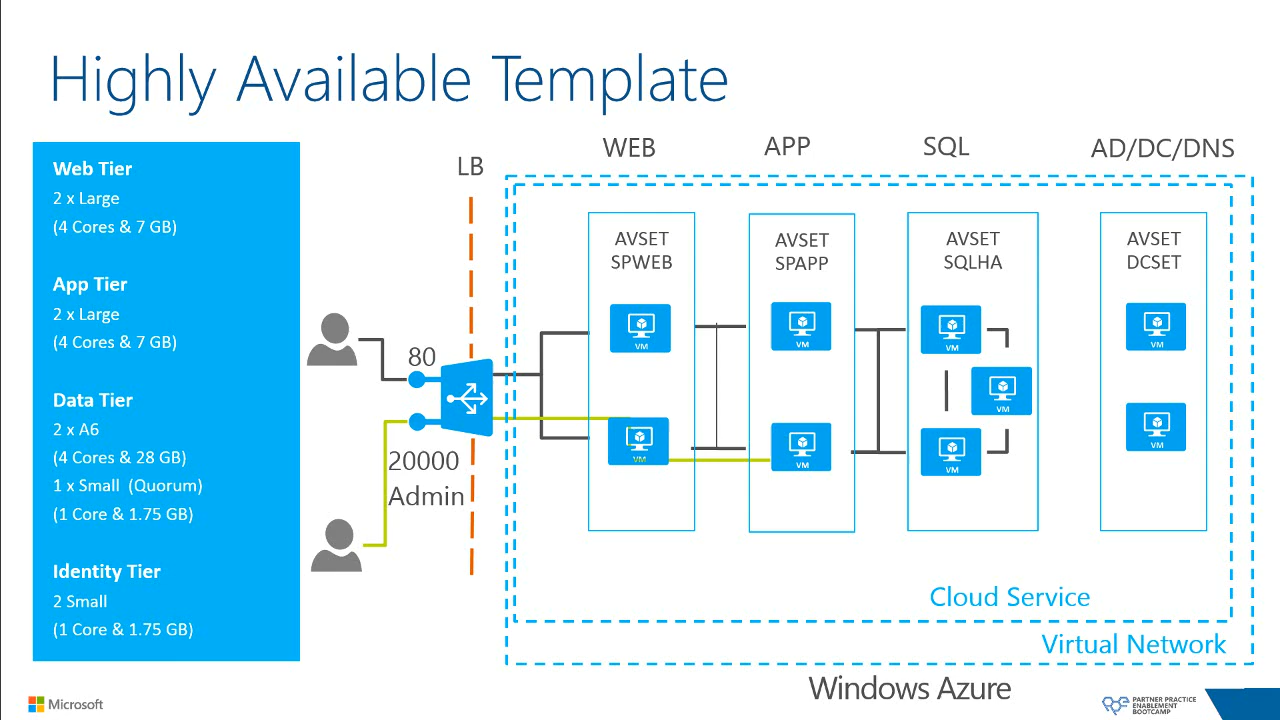 Highly Available Template
Web Tier
2 x Large
(4 Cores & 7 GB)
App Tier
2 x Large
(4 Cores & 7 GB)
Data Tier
2 x A6
(4 Cores & 28 GB)
1 x Small  (Quorum)
(1 Core & 1.75 GB)
Identity Tier
2 Small
(1 Core & 1.75 GB)
LB
80
20000
Admin
WEB
APP
SQL
AD/DC/DNS
AVSET
SPWEB
VM
VM
AVSET
SPAPP
VM
VM
AVSET
SQLHA
VM
VM
VM
AVSET
DCSET
VM
VM
Cloud Service
Virtual Network
Windows Azure
Microsoft
PARTNER PRACTICE
ENABLEMENT
BOOTCAMP